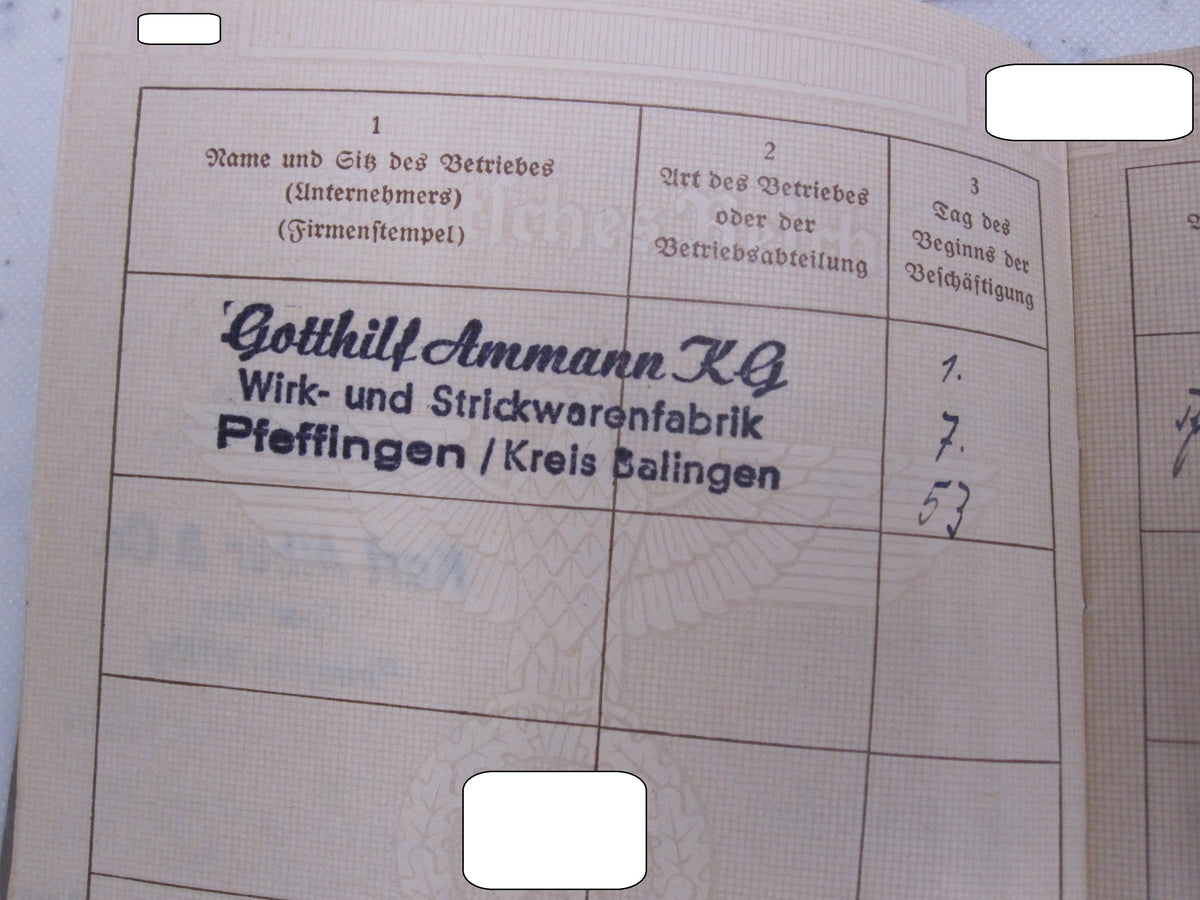 1
Name und Sitz des Betriebes
(Unternehmers)
(Firmenstempel)
2
Art des Betriebes
oder der
Betriebsabteilung
3
Tag des
Beginns der
Beschäftigung
Gotthilf Ammann KG
Wirk- und Strickwarenfabrik
Pfeffingen / Kreis Balingen
1.
7.
53